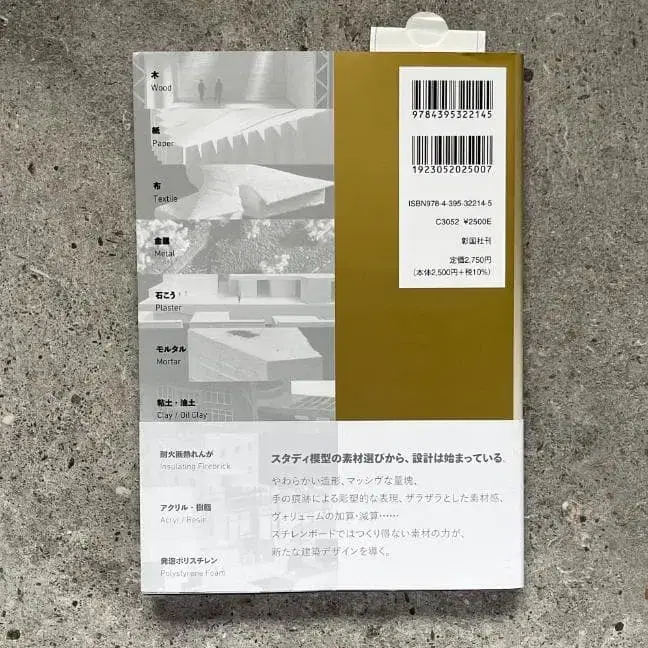 木
Wood
紙
Paper
布
Textile
金属
Metal
石こう
Plaster
モルタル
Mortar
粘土・油土
Clay / Oil Clay
耐火断熱れんが
Insulating Firebrick
アクリル・樹脂
Acryl / Resin
発泡ポリスチレン
Polystyrene Foam
9784395322145
1923052025007
ISBN978-4-395-32214-5
C3052 ¥2500E
彰国社刊
定価2,750円
(本体2,500円+税10%)
スタディ模型の素材選びから、設計は始まっている。
やわらかい造形、マッシヴな量塊、
手の痕跡による彫塑的な表現、ザラザラとした素材感、
ヴォリュームの加算・減算……
スチレンボードではつくり得ない素材の力が、
新たな建築デザインを導く。